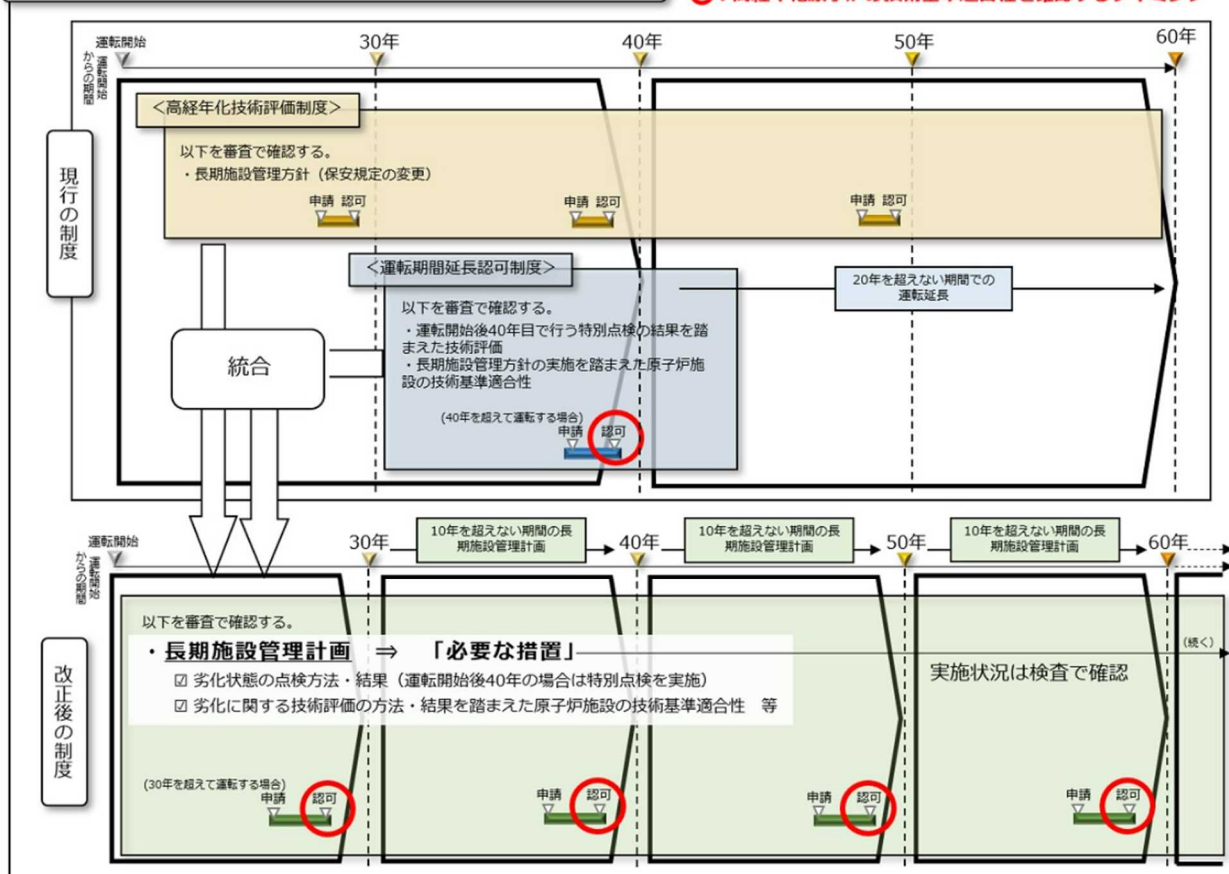 運転開始
運転開始
からの期間
30年
40年
50年
60年
現行の制度
<高経年化技術評価制度>
以下を審査で確認する。
・長期施設管理方針（保安規定の変更）
申請 認可
申請 認可
申請 認可
<運転期間延長認可制度>
以下を審査で確認する。
・運転開始後40年目で行う特別点検の結果を踏
まえた技術評価
・長期施設管理方針の実施を踏まえた原子炉施
設の技術基準適合性
(40年を超えて運転する場合)
申請 認可
20年を超えない期間での
運転延長
統合
運転開始
運転開始
からの期間
30年
10年を超えない期間の長
期施設管理計画
40年
10年を超えない期間の長
期施設管理計画
50年
10年を超えない期間の長
期施設管理計画
60年
改正後の制度
以下を審査で確認する。
・長期施設管理計画 ⇒ 「必要な措置」
☑ 劣化状態の点検方法・結果（運転開始後40年の場合は特別点検を実施）
☑ 劣化に関する技術評価の方法・結果を踏まえた原子炉施設の技術基準適合性 等
実施状況は検査で確認
(続く)
(30年を超えて運転する場合)
申請 認可
申請 認可
申請 認可
申請 認可